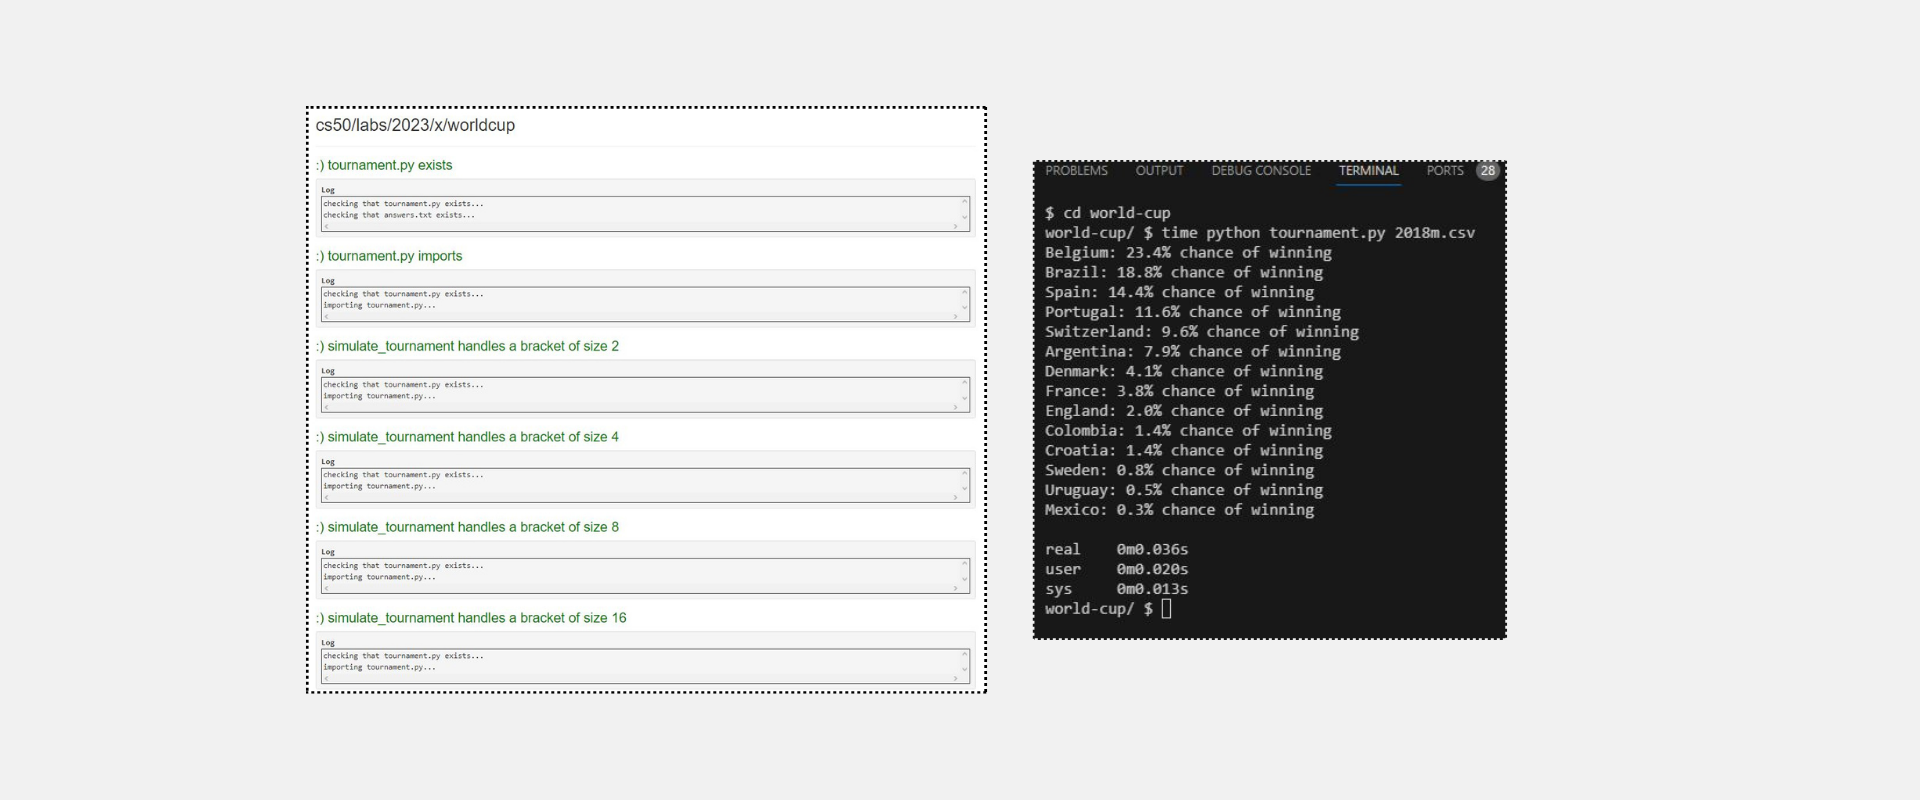 cs50/labs/2023/x/worldcup
:) tournament.py exists
Log
checking that tournament.py exists...
checking that answers.txt exists...
:) tournament.py imports
Log
checking that tournament.py exists...
importing tournament.py...
:) simulate_tournament handles a bracket of size 2
Log
checking that tournament.py exists...
importing tournament.py...
:) simulate_tournament handles a bracket of size 4
Log
checking that tournament.py exists...
importing tournament.py...
:) simulate_tournament handles a bracket of size 8
Log
checking that tournament.py exists...
importing tournament.py...
:) simulate_tournament handles a bracket of size 16
Log
checking that tournament.py exists...
importing tournament.py...
PROBLEMS OUTPUT DEBUG CONSOLE TERMINAL PORTS 28
$ cd world-cup
world-cup/ $ time python tournament.py 2018m.csv
Belgium: 23.4% chance of winning
Brazil: 18.8% chance of winning
Spain: 14.4% chance of winning
Portugal: 11.6% chance of winning
Switzerland: 9.6% chance of winning
Argentina: 7.9% chance of winning
Denmark: 4.1% chance of winning
France: 3.8% chance of winning
England: 2.0% chance of winning
Colombia: 1.4% chance of winning
Croatia: 1.4% chance of winning
Sweden: 0.8% chance of winning
Uruguay: 0.5% chance of winning
Mexico: 0.3% chance of winning
real 0m0.036s
user 0m0.020s
sys 0m0.013s
world-cup/ $